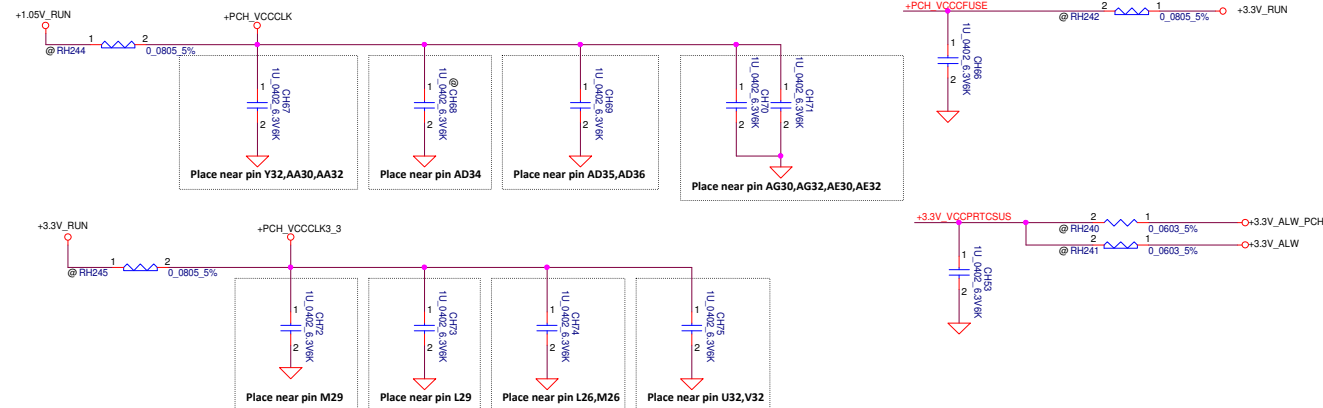 +1.05V_RUN
+PCH_VCCCLK
1 2
@ RH244 0_0805_5%
1
2
CH67
1U_0402_6.3V6K
Place near pin Y32,AA30,AA32
1
2
@CH68
1U_0402_6.3V6K
Place near pin AD34
1
2
CH69
1U_0402_6.3V6K
Place near pin AD35,AD36
1
2
CH70
1U_0402_6.3V6K
1
2
CH71
1U_0402_6.3V6K
Place near pin AG30,AG32,AE30,AE32
+PCH_VCCCFUSE
2 1
@ RH242 0_0805_5%
+3.3V_RUN
1
2
CH66
1U_0402_6.3V6K
+3.3V_RUN
+PCH_VCCCLK3_3
1 2
@ RH245 0_0805_5%
1
2
CH72
1U_0402_6.3V6K
Place near pin M29
1
2
CH73
1U_0402_6.3V6K
Place near pin L29
1
2
CH74
1U_0402_6.3V6K
Place near pin L26,M26
1
2
CH75
1U_0402_6.3V6K
Place near pin U32,V32
+3.3V_VCCPRTCSUS
2 1
@ RH240 0_0603_5%
+3.3V_ALW_PCH
2 1
@ RH241 0_0603_5%
+3.3V_ALW
1
2
CH53
1U_0402_6.3V6K